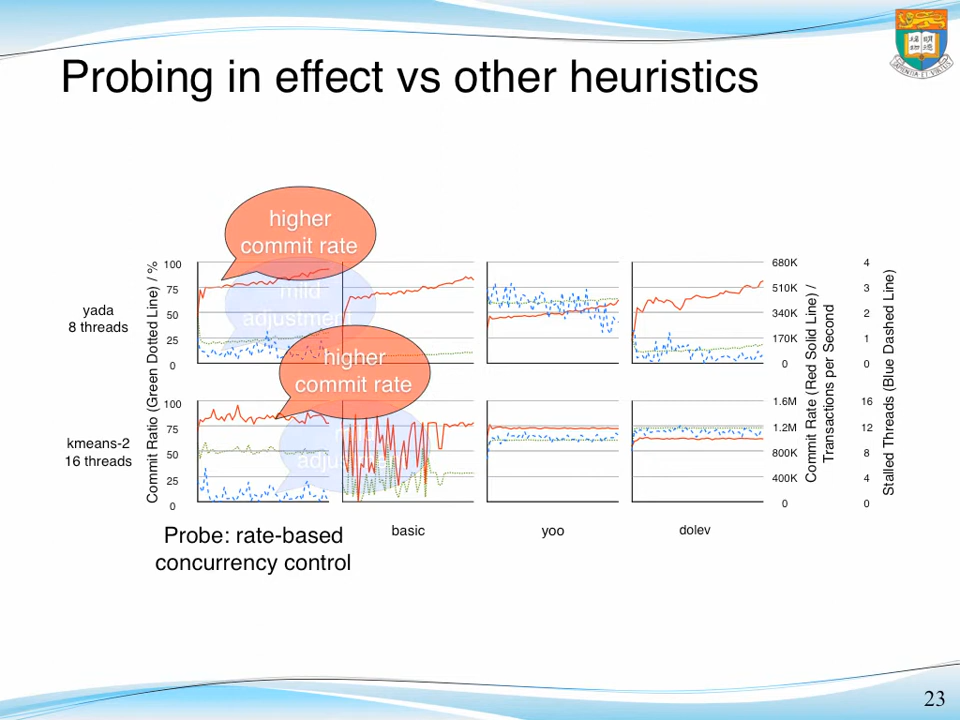 Probing in effect vs other heuristics
higher
commit rate
mild
adjustment
higher
commit rate
mild
adjustment
yada
8 threads
kmeans-2
16 threads
Commit Ratio (Green Dotted Line) / %
100
75
50
25
0
100
75
50
25
0
680K
510K
340K
170K
0
1.6M
1.2M
800K
400K
0
Commit Rate (Red Solid Line) /
Transactions per Second
4
3
2
1
0
16
12
8
4
0
Stalled Threads (Blue Dashed Line)
Probe: rate-based
concurrency control
basic
yoo
dolev
23